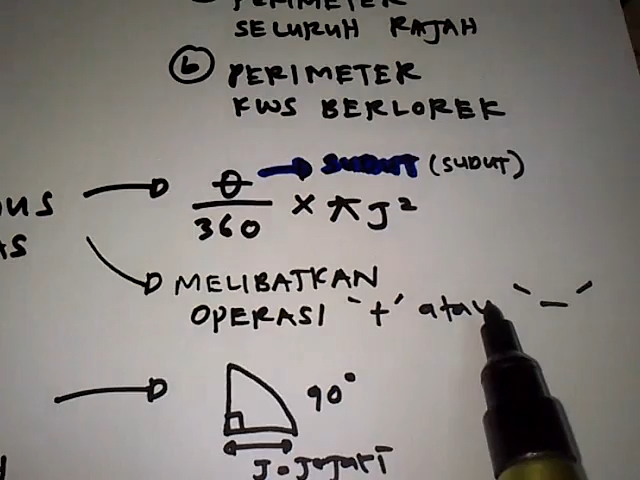 PERIMETER
SELURUH RAJAH
(b) PERIMETER
KWS BERLOREK
θ → SUDUT (SUDUT)
360 × πj²
MELIBATKAN
OPERASI '+' atau '-'
90°
j = jejari